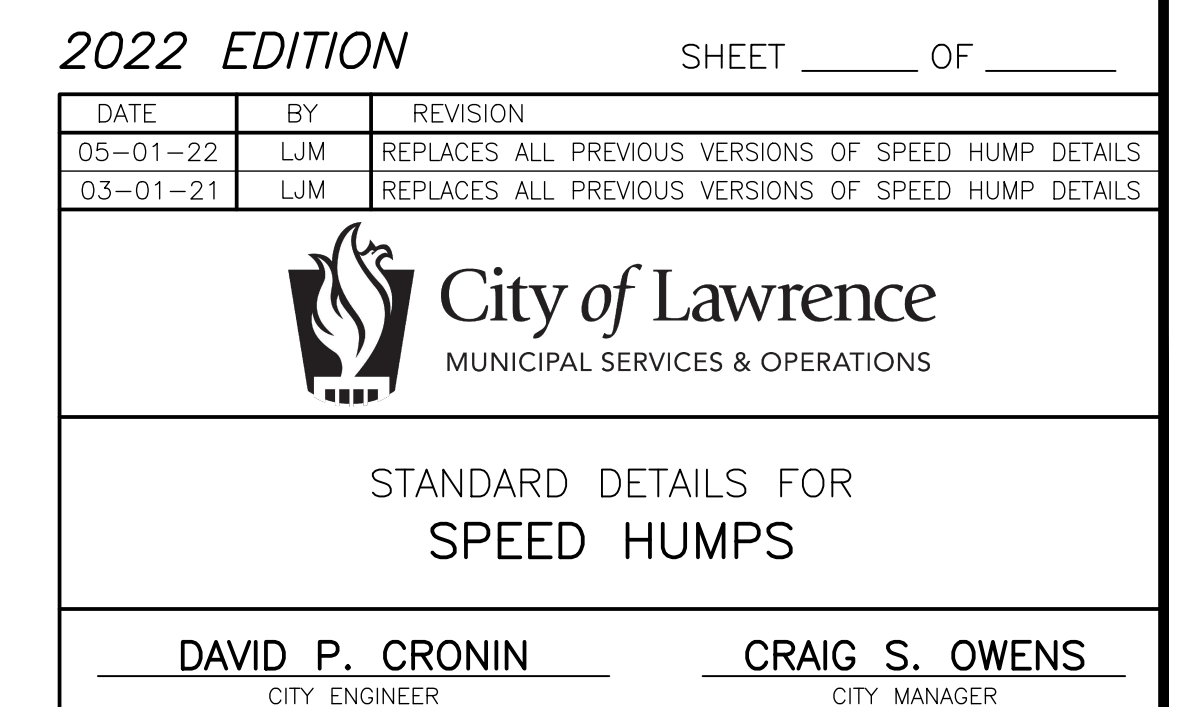 2022 EDITION SHEET ______ OF ______
DATE BY REVISION
05-01-22 LJM REPLACES ALL PREVIOUS VERSIONS OF SPEED HUMP DETAILS
03-01-21 LJM REPLACES ALL PREVIOUS VERSIONS OF SPEED HUMP DETAILS
City of Lawrence
MUNICIPAL SERVICES & OPERATIONS
STANDARD DETAILS FOR
SPEED HUMPS
DAVID P. CRONIN CRAIG S. OWENS
CITY ENGINEER CITY MANAGER